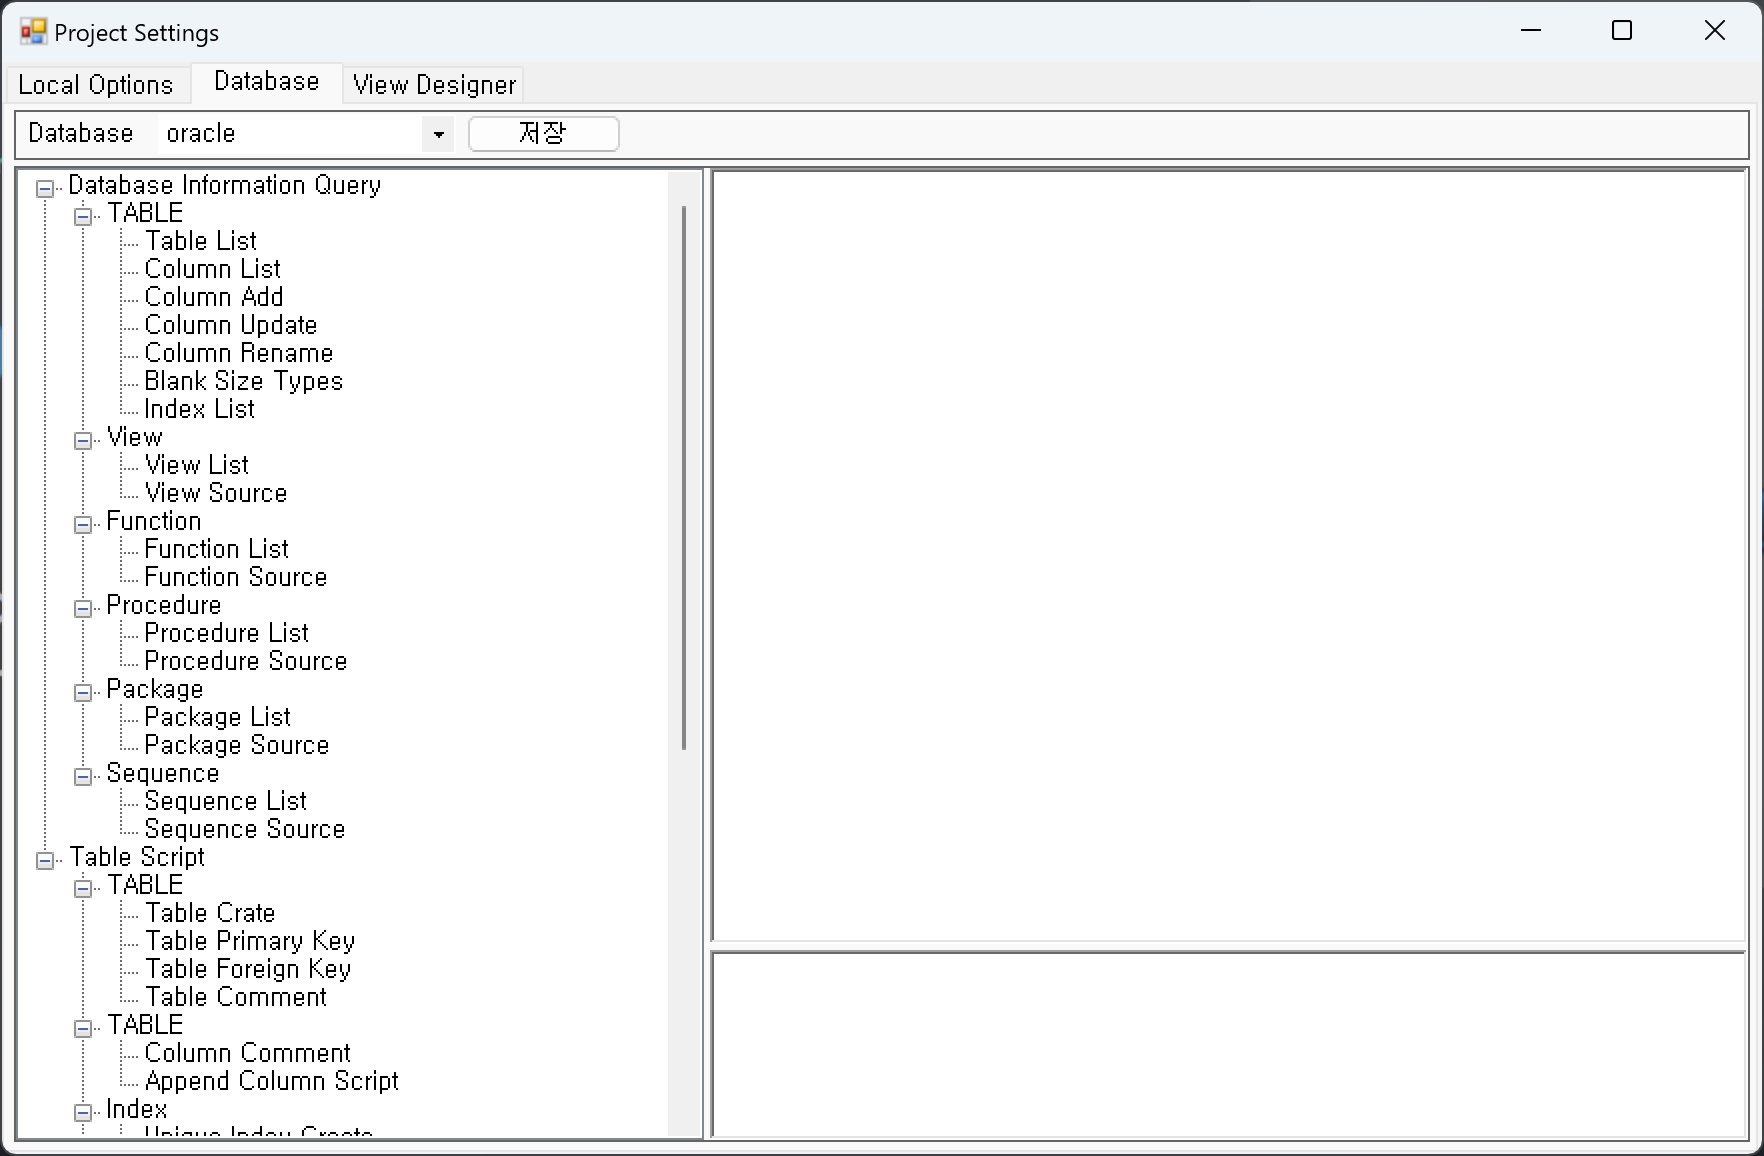 Project Settings
Local Options
Database
View Designer
Database
oracle
저장
Database Information Query
TABLE
Table List
Column List
Column Add
Column Update
Column Rename
Blank Size Types
Index List
View
View List
View Source
Function
Function List
Function Source
Procedure
Procedure List
Procedure Source
Package
Package List
Package Source
Sequence
Sequence List
Sequence Source
Table Script
TABLE
Table Crate
Table Primary Key
Table Foreign Key
Table Comment
TABLE
Column Comment
Append Column Script
Index
Unique Index Create